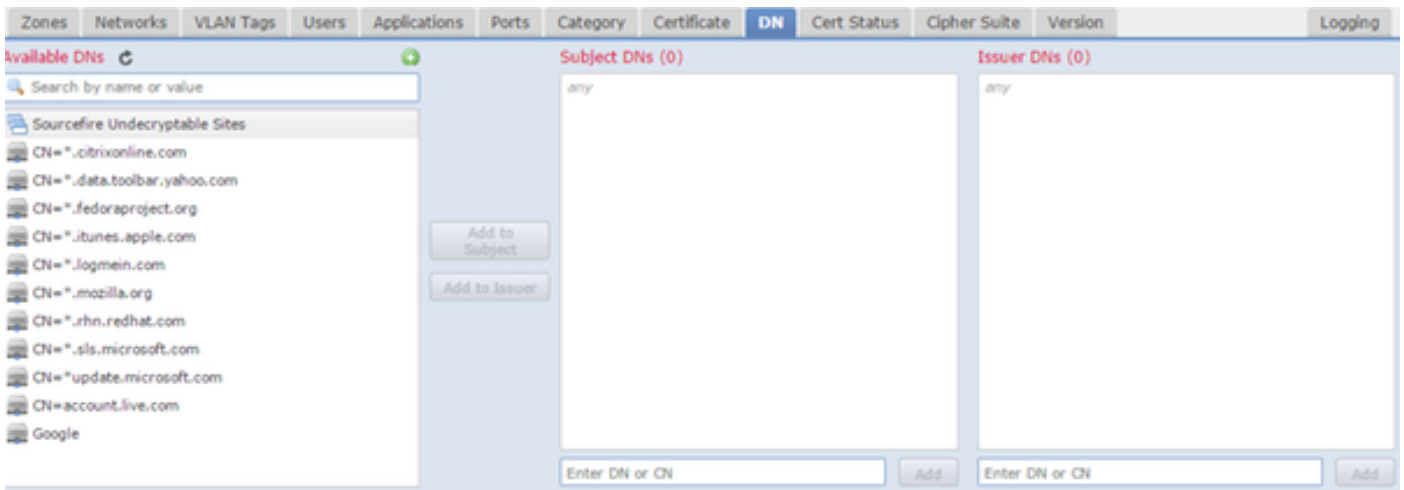 Zones Networks VLAN Tags Users Applications Ports Category Certificate DN Cert Status Cipher Suite Version Logging
Available DNs
Search by name or value
Sourcefire Undecryptable Sites
CN=*.citrixonline.com
CN=*.data.toolbar.yahoo.com
CN=*.fedoraproject.org
CN=*.itunes.apple.com
CN=*.logmein.com
CN=*.mozilla.org
CN=*.rhn.redhat.com
CN=*.sls.microsoft.com
CN=*update.microsoft.com
CN=account.live.com
Google
Add to
Subject
Add to Issuer
Subject DNs (0)
any
Enter DN or CN Add
Issuer DNs (0)
any
Enter DN or CN Add